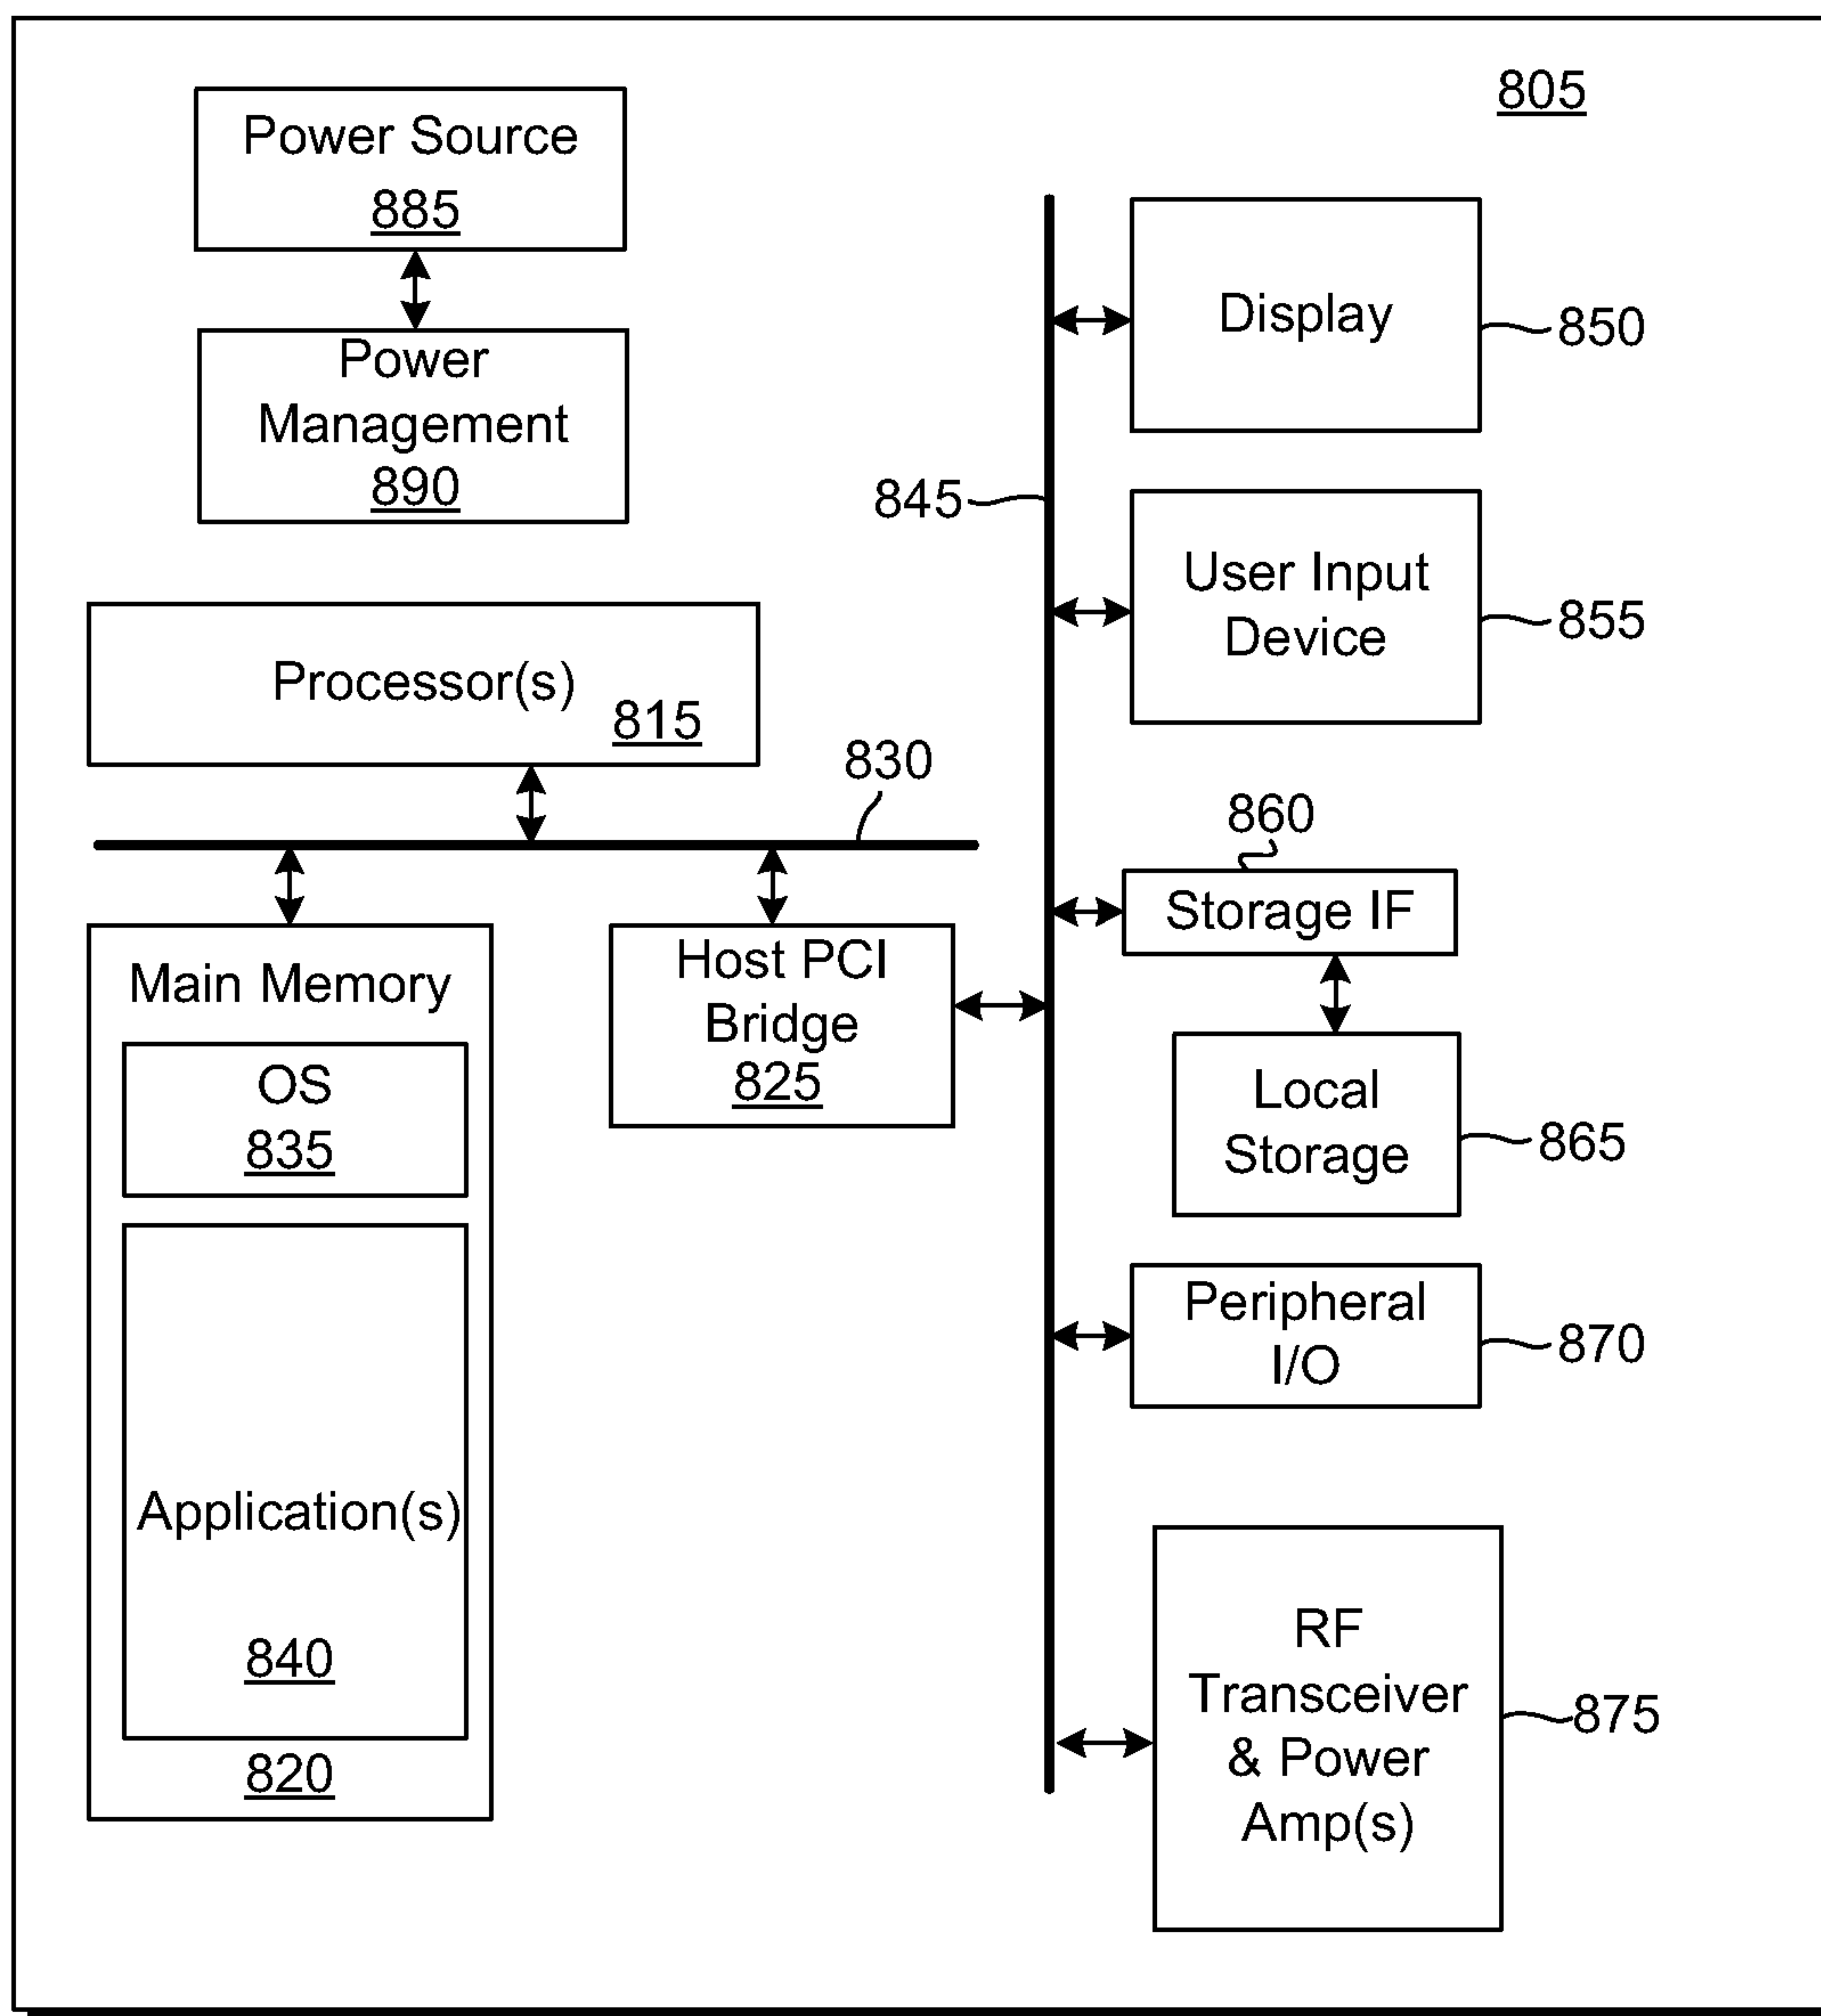 805
Power Source
885
Power
Management
890
Processor(s)
815
830
Main Memory
OS
835
Application(s)
840
820
Host PCI
Bridge
825
845
Display
850
User Input
Device
855
860
Storage IF
Local
Storage
865
Peripheral
I/O
870
RF
Transceiver
& Power
Amp(s)
875